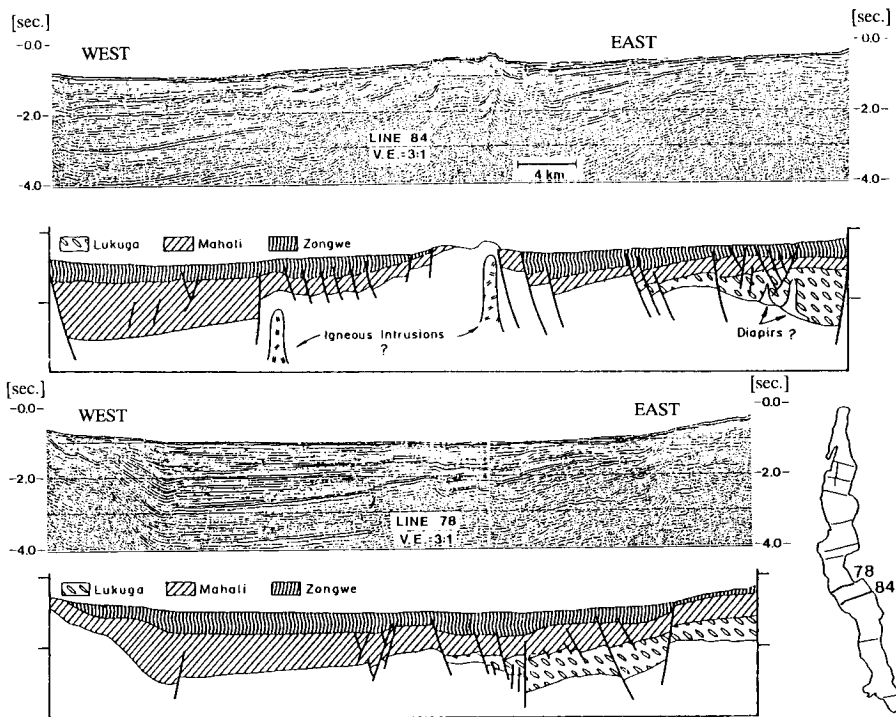 [sec.] [sec.]
-0.0- WEST EAST - 0.0
-2.0- -2.0-
LINE 84
V.E.=3:1
4 km
-4.0 4.0-
Lukuga Mahali Zongwe
Igneous Intrusions
?
Diapirs ?
[sec.] [sec.]
-0.0- WEST EAST -0.0
-2.0- -2.0-
LINE 78
V.E.=3:1
-4.0 -4.0-
Lukuga Mahali Zongwe
78
84